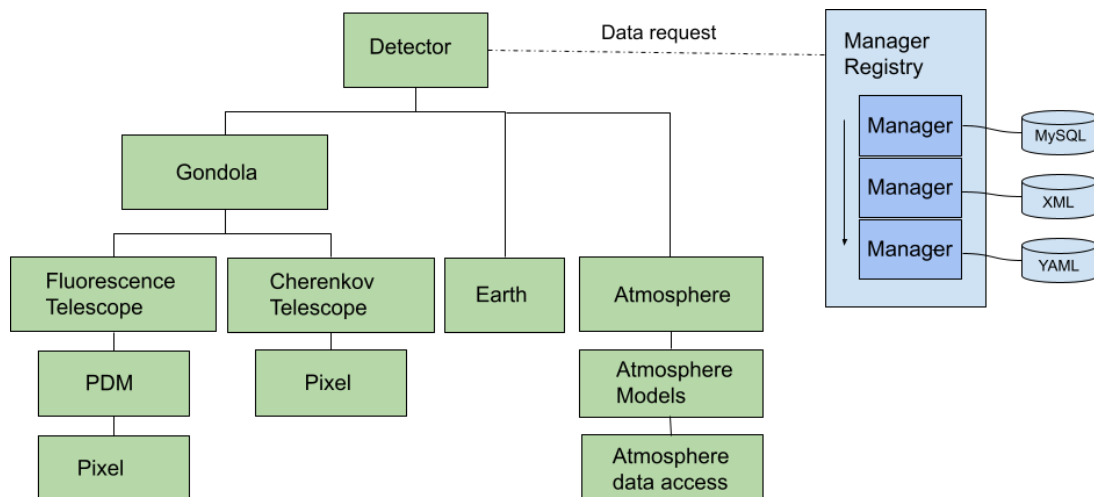 Detector
Data request
Manager
Registry
Manager
MySQL
Manager
XML
Manager
YAML
Gondola
Fluorescence
Telescope
Cherenkov
Telescope
Earth
Atmosphere
PDM
Pixel
Atmosphere
Models
Pixel
Atmosphere
data access